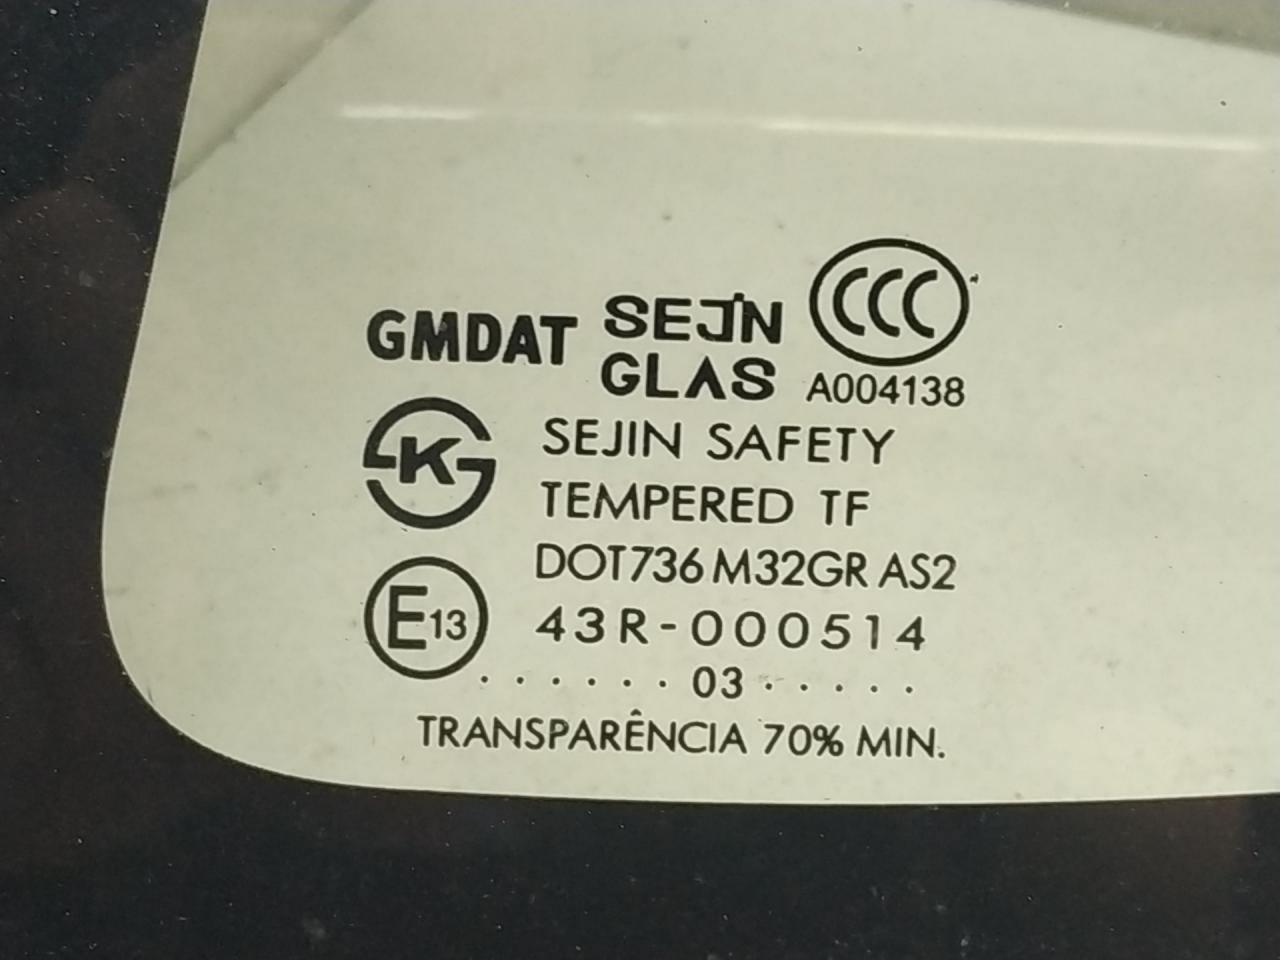 GMDAT SEJIN GLAS CCC
A004138
K
SEJIN SAFETY
TEMPERED TF
DOT736 M32GR AS2
E13 43R-000514
. . . . . . 03 . . . . .
TRANSPARÊNCIA 70% MIN.